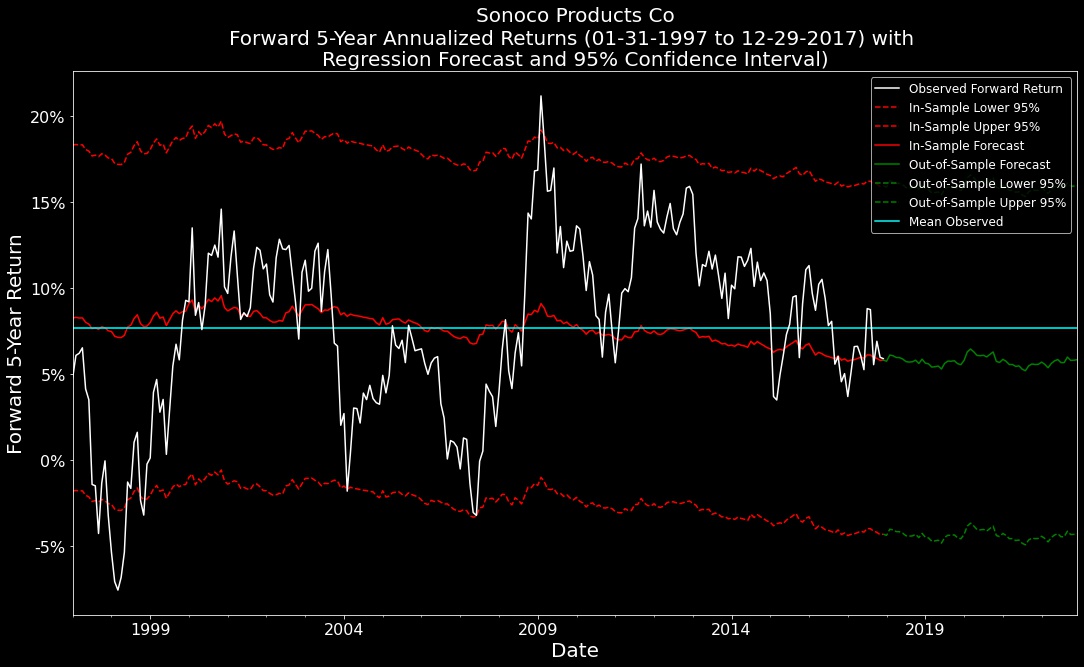 Sonoco Products Co
Forward 5-Year Annualized Returns (01-31-1997 to 12-29-2017) with
Regression Forecast and 95% Confidence Interval)
Observed Forward Return
In-Sample Lower 95%
In-Sample Upper 95%
In-Sample Forecast
Out-of-Sample Forecast
Out-of-Sample Lower 95%
Out-of-Sample Upper 95%
Mean Observed
Forward 5-Year Return
20%
15%
10%
5%
0%
-5%
1999 2004 2009 2014 2019
Date